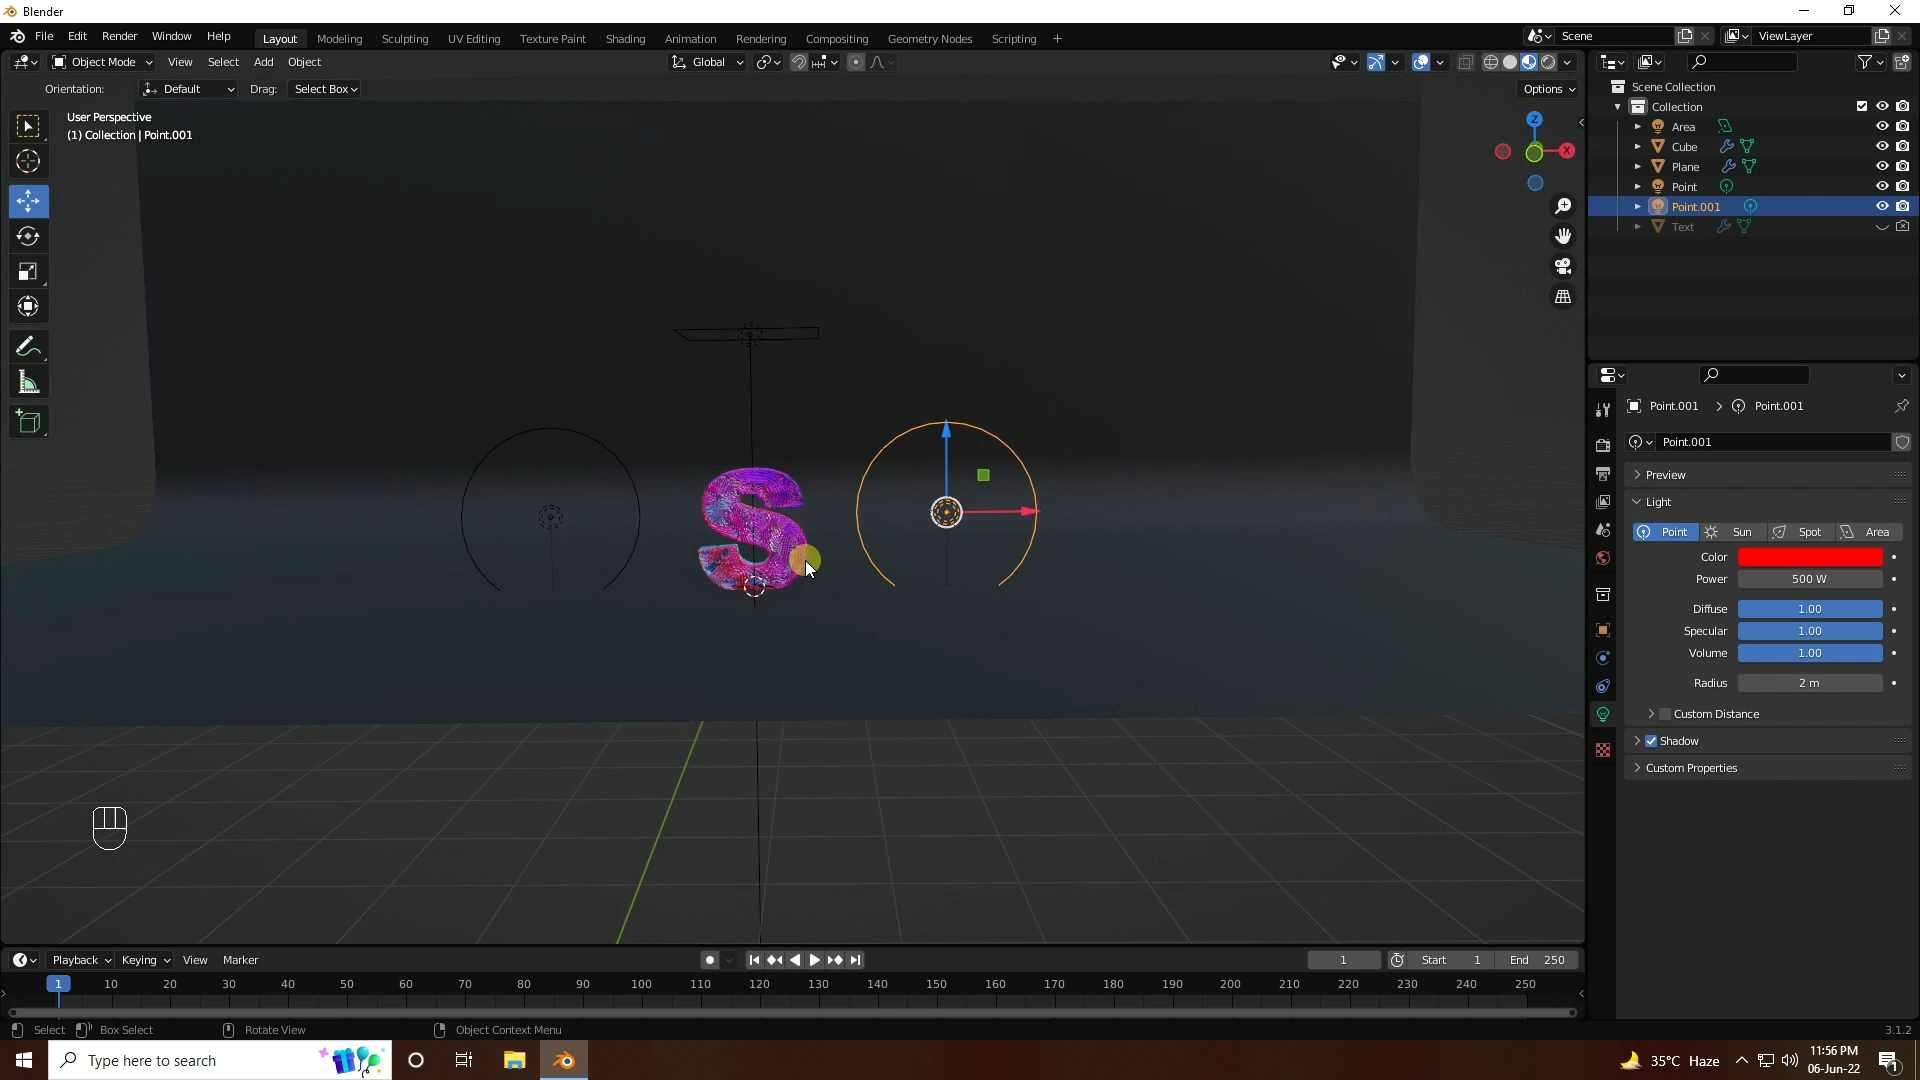 Blender
File Edit Render Window Help
Layout Modeling Sculpting UV Editing Texture Paint Shading Animation Rendering Compositing Geometry Nodes Scripting +
Scene
ViewLayer
Object Mode View Select Add Object
Global
Orientation: Default Drag: Select Box
Options
User Perspective
(1) Collection | Point.001
Z
X
S
Scene Collection
Collection
Area
Cube
Plane
Point
Point.001
Text
Point.001 > Point.001
Point.001
Preview
Light
Point Sun Spot Area
Color
Power 500 W
Diffuse 1.00
Specular 1.00
Volume 1.00
Radius 2 m
Custom Distance
Shadow
Custom Properties
Playback Keying View Marker
1
Start 1 End 250
1 10 20 30 40 50 60 70 80 90 100 110 120 130 140 150 160 170 180 190 200 210 220 230 240 250
Select Box Select Rotate View Object Context Menu
3.1.2
Type here to search
35°C Haze
11:56 PM
06-Jun-22
1